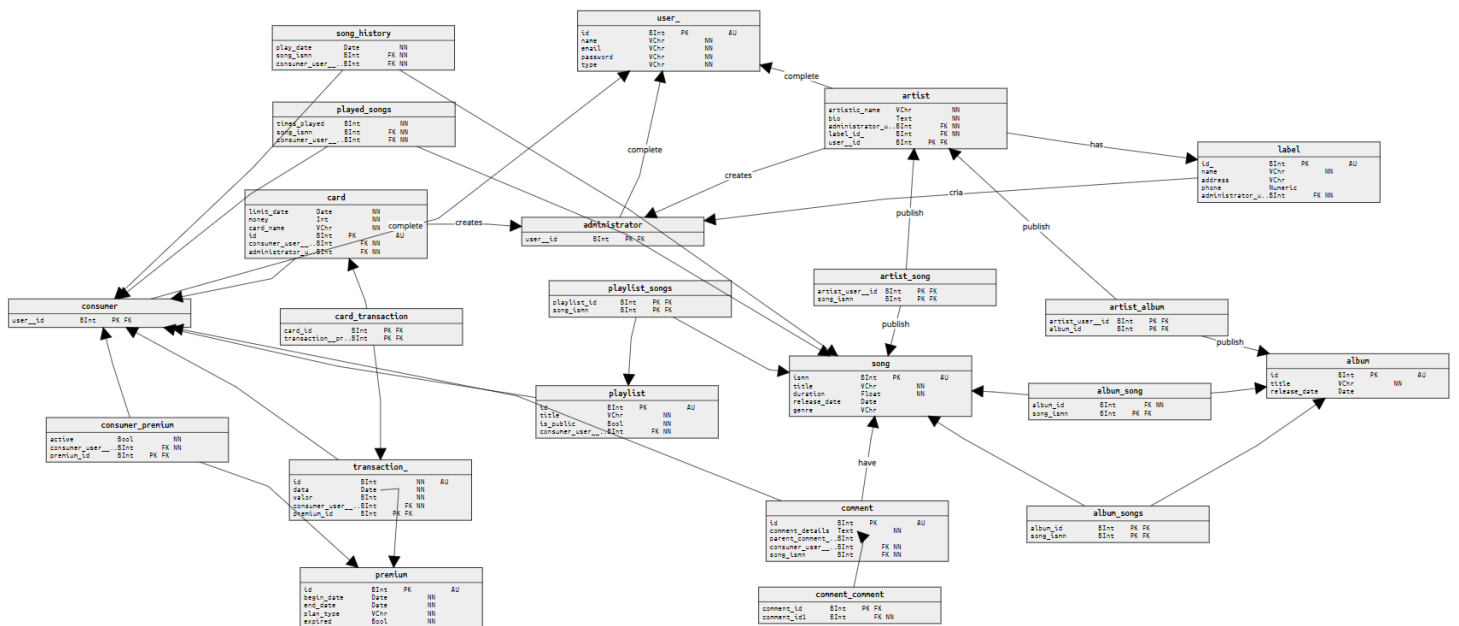 user_
id BInt PK AU
name VChr NN
email VChr NN
password VChr NN
type VChr NN
song_history
play_date Date NN
song_ismn BInt FK NN
consumer_user__..BInt FK NN
complete
artist
artistic_name VChr NN
bio Text NN
administrator_u..BInt FK NN
label_id_ BInt FK NN
user__id BInt PK FK
played_songs
times_played BInt NN
song_ismn BInt FK NN
consumer_user__..BInt FK NN
complete
has
label
id_ BInt PK AU
name VChr NN
address VChr
phone Numeric
administrator_u..BInt FK NN
creates
cria
card
limit_date Date NN
money Int NN
card_name VChr NN
id BInt PK AU
consumer_user__..BInt FK NN
administrator_u..BInt FK NN
complete
creates
administrator
user__id BInt PK FK
publish
publish
artist_song
artist_user__id BInt PK FK
song_ismn BInt PK FK
playlist_songs
playlist_id BInt PK FK
song_ismn BInt PK FK
consumer
user__id BInt PK FK
card_transaction
card_id BInt PK FK
transaction__pr..BInt PK FK
artist_album
artist_user__id BInt PK FK
album_id BInt PK FK
publish
publish
song
ismn BInt PK AU
title VChr NN
duration Float NN
release_date Date
genre VChr
album
id BInt PK AU
title VChr NN
release_date Date
playlist
id BInt PK AU
title VChr NN
is_public Bool NN
consumer_user__..BInt FK NN
album_song
album_id BInt FK NN
song_ismn BInt PK FK
consumer_premium
active Bool NN
consumer_user__..BInt FK NN
premium_id BInt PK FK
transaction_
id BInt NN AU
data Date NN
valor BInt NN
consumer_user__..BInt FK NN
premium_id BInt PK FK
have
comment
id BInt PK AU
comment_details Text NN
parent_comment_..BInt
consumer_user__..BInt FK NN
song_ismn BInt FK NN
album_songs
album_id BInt PK FK
song_ismn BInt PK FK
premium
id BInt PK AU
begin_date Date NN
end_date Date NN
plan_type VChr NN
expired Bool NN
comment_comment
comment_id BInt PK FK
comment_id1 BInt FK NN